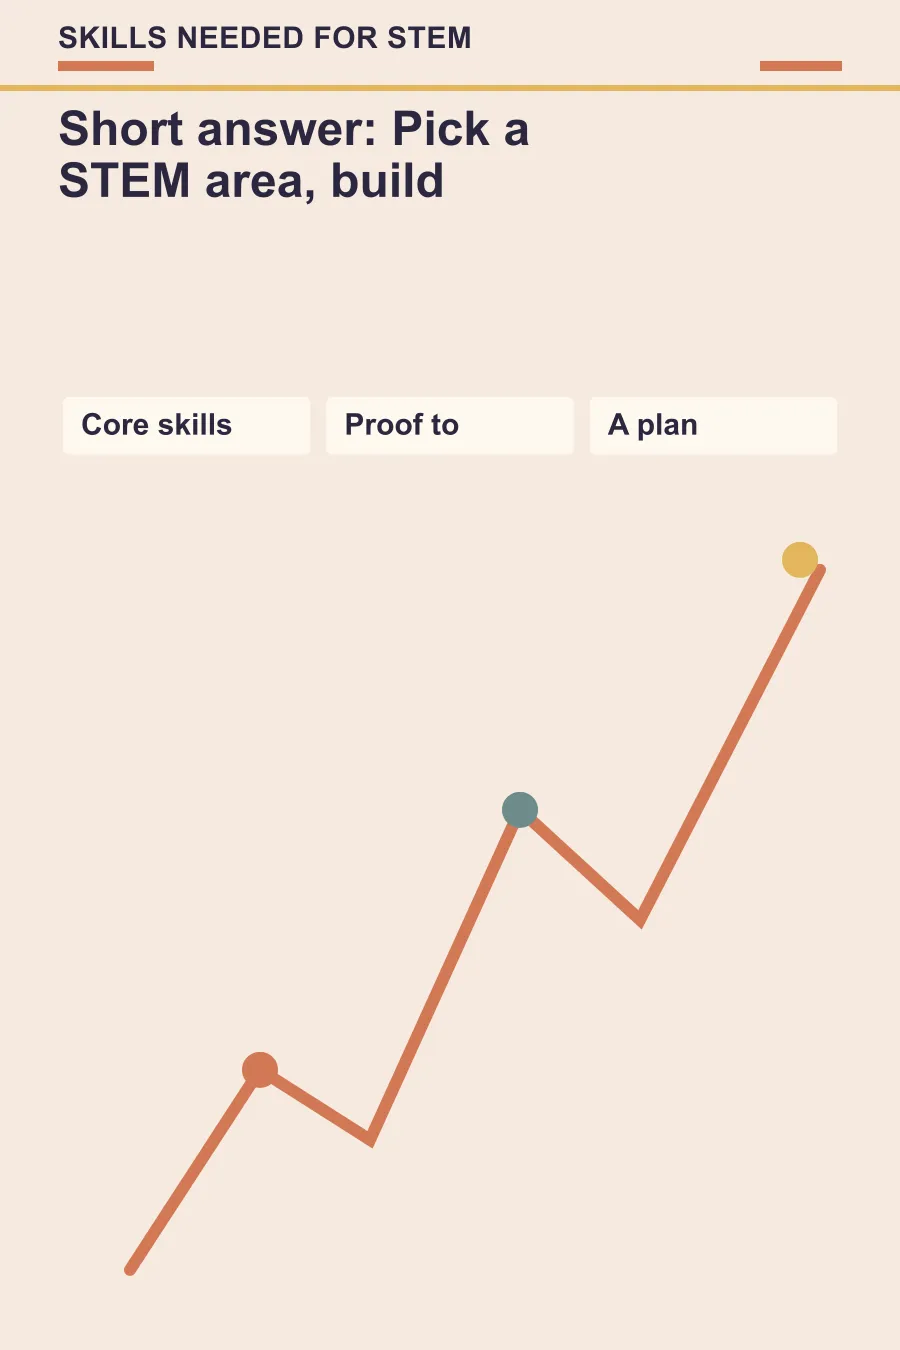 SKILLS NEEDED FOR STEM
Short answer: Pick a
STEM area, build
Core skills
Proof to
A plan